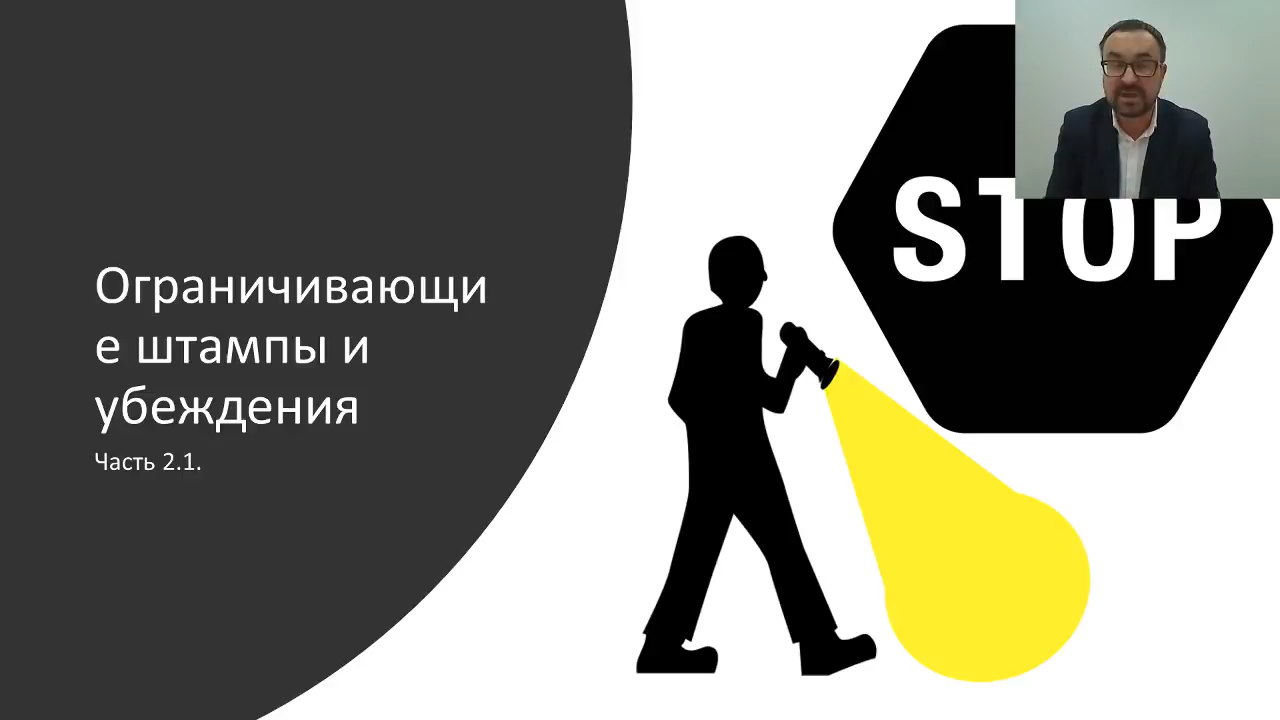 Ограничивающи
е штампы и
убеждения
Часть 2.1.
STOP